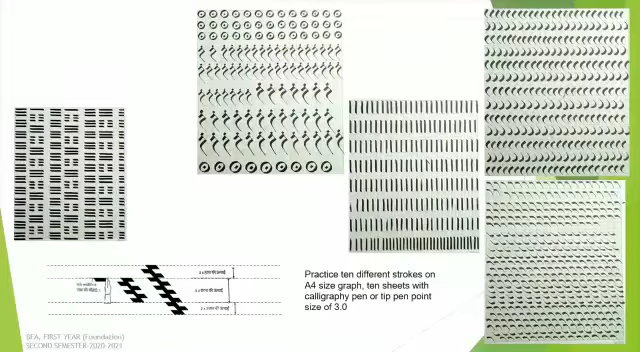 Practice ten different strokes on
A4 size graph, ten sheets with
calligraphy pen or tip pen point
size of 3.0
BFA, FIRST YEAR (Foundation)
SECOND SEMESTER-2020-2021